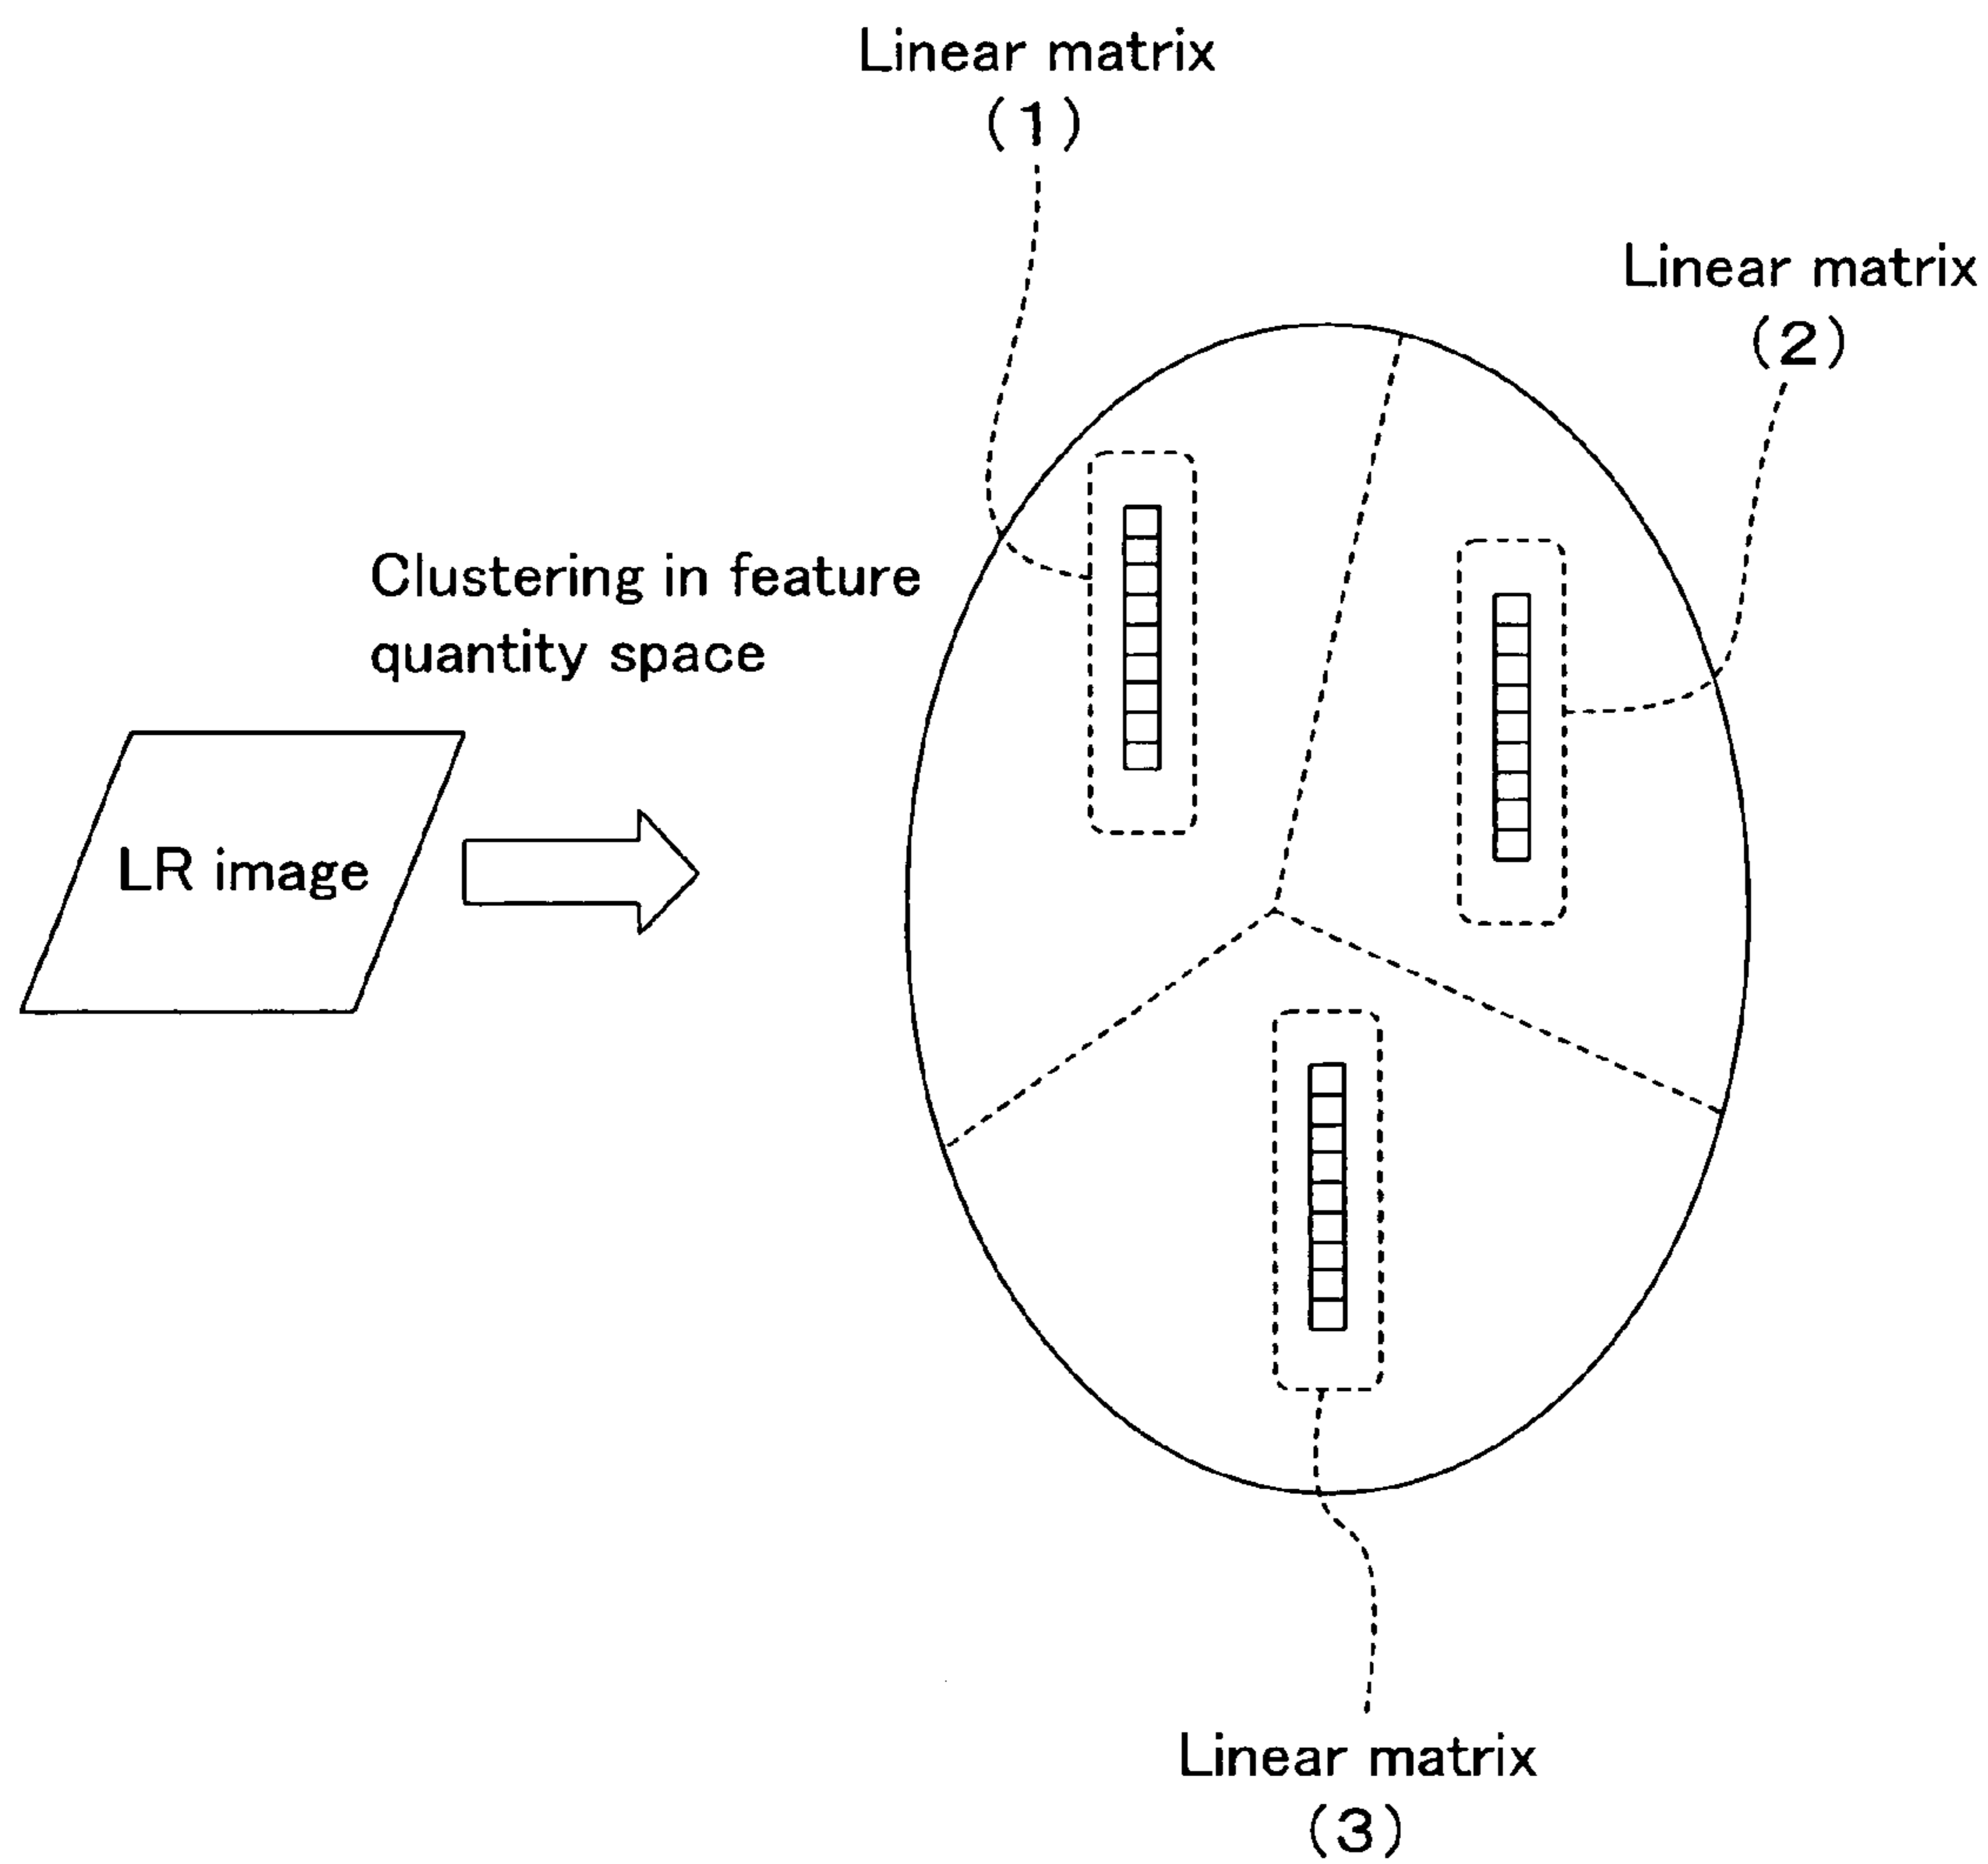 Linear matrix
(1)
Linear matrix
(2)
Clustering in feature
quantity space
LR image
Linear matrix
(3)